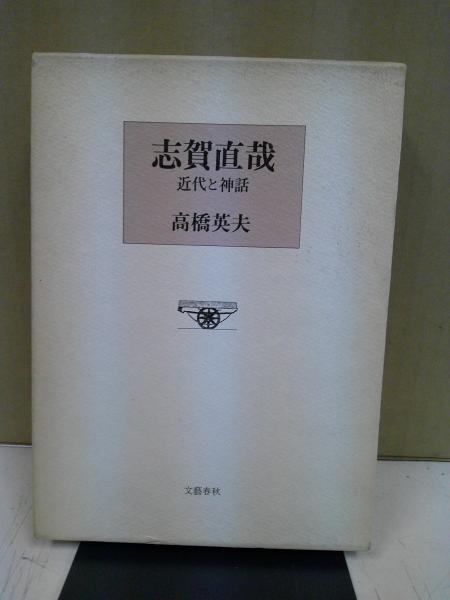 志賀直哉
近代と神話
高橋英夫
文藝春秋